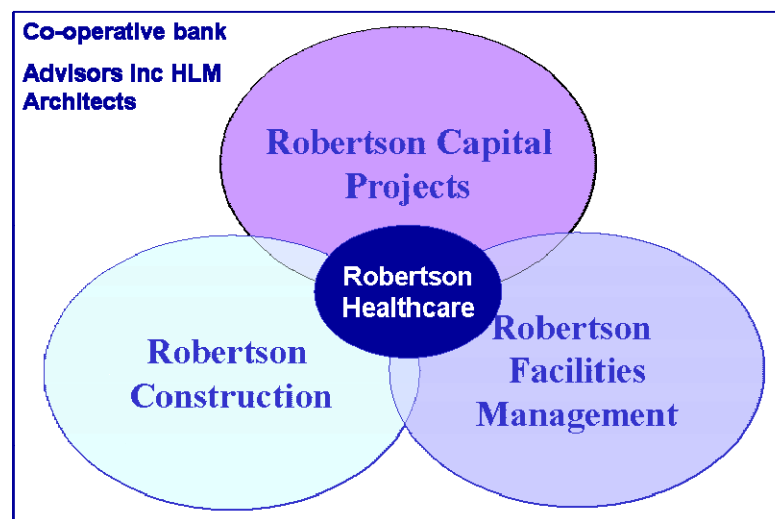 Co-operative bank
Advisors inc HLM
Architects
Robertson Capital
Projects
Robertson
Healthcare
Robertson
Construction
Robertson
Facilities
Management